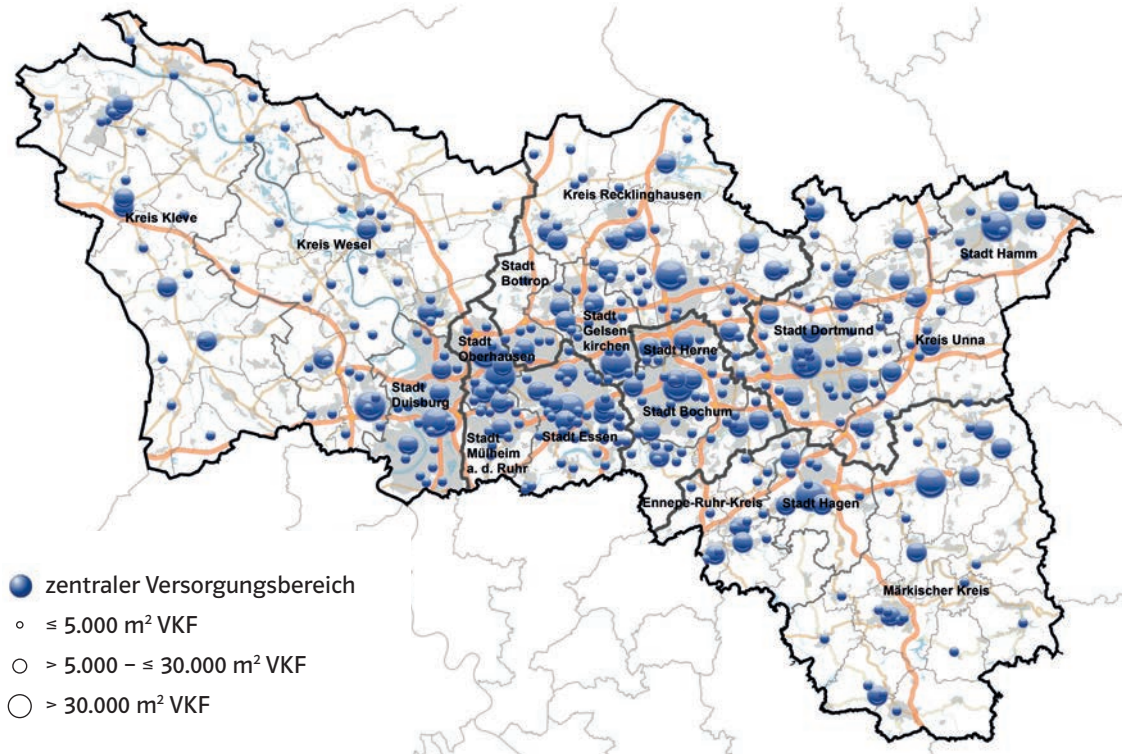 Kreis Recklinghausen
Kreis Kleve
Kreis Wesel
Stadt Hamm
Stadt
Bottrop
Stadt
Gelsen-
kirchen
Stadt Dortmund
Kreis Unna
Stadt
Oberhausen
Stadt Herne
Stadt
Duisburg
Stadt Bochum
Stadt
Mülheim
a. d. Ruhr
Stadt Essen
Ennepe-Ruhr-Kreis
Stadt Hagen
Märkischer Kreis
zentraler Versorgungsbereich
≤ 5.000 m² VKF
> 5.000 – ≤ 30.000 m² VKF
> 30.000 m² VKF